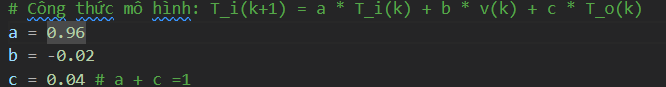 # Công thức mô hình: T_i(k+1) = a * T_i(k) + b * v(k) + c * T_o(k)
a = 0.96
b = -0.02
c = 0.04 # a + c =1